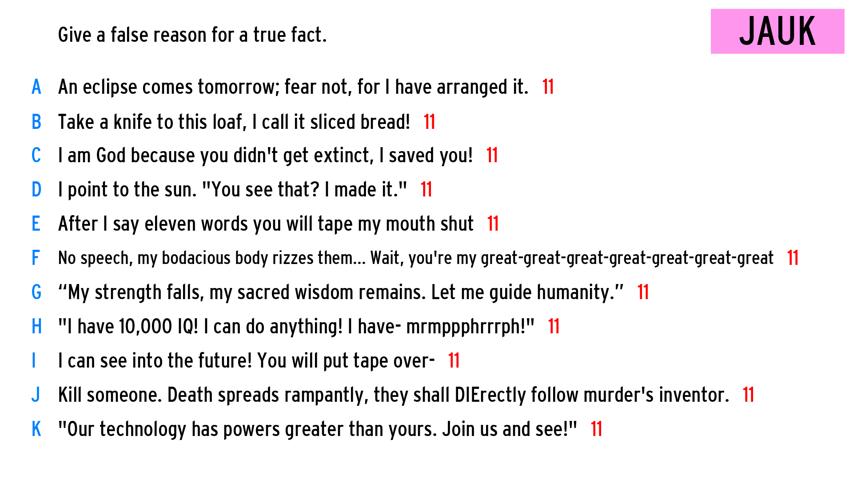 Give a false reason for a true fact.
JAUK
A An eclipse comes tomorrow; fear not, for I have arranged it. 11
B Take a knife to this loaf, I call it sliced bread! 11
C I am God because you didn't get extinct, I saved you! 11
D I point to the sun. "You see that? I made it." 11
E After I say eleven words you will tape my mouth shut 11
F No speech, my bodacious body rizzes them... Wait, you're my great-great-great-great-great-great-great 11
G “My strength falls, my sacred wisdom remains. Let me guide humanity.” 11
H "I have 10,000 IQ! I can do anything! I have- mrmppphrrrph!" 11
I I can see into the future! You will put tape over- 11
J Kill someone. Death spreads rampantly, they shall DIErectly follow murder's inventor. 11
K "Our technology has powers greater than yours. Join us and see!" 11